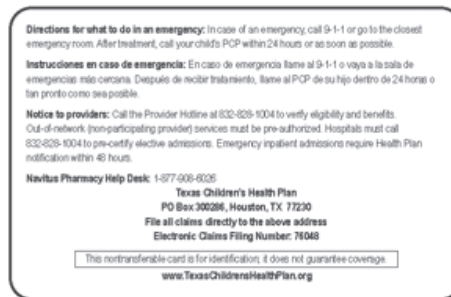 Directions for what to do in an emergency: In case of an emergency, call 9-1-1 or go to the closest
emergency room. After treatment, call your child's PCP within 24 hours or as soon as possible.
Instrucciones en caso de emergencia: En caso de emergencia llame al 9-1-1 o vaya a la sala de
emergencias más cercana. Después de recibir tratamiento, llame al PCP de su hijo dentro de 24 horas o
tan pronto como sea posible.
Notice to providers: Call the Provider Hotline at 832-828-1004 to verify eligibility and benefits.
Out-of-network (non-participating provider) services must be pre-authorized. Hospitals must call
832-828-1004 to pre-certify elective admissions. Emergency inpatient admissions require Health Plan
notification within 48 hours.
Navitus Pharmacy Help Desk: 1-877-908-6026
Texas Children's Health Plan
PO Box 300286, Houston, TX 77230
File all claims directly to the above address
Electronic Claims Filing Number: 76048
This nontransferable card is for identification; it does not guarantee coverage.
www.TexasChildrensHealthPlan.org